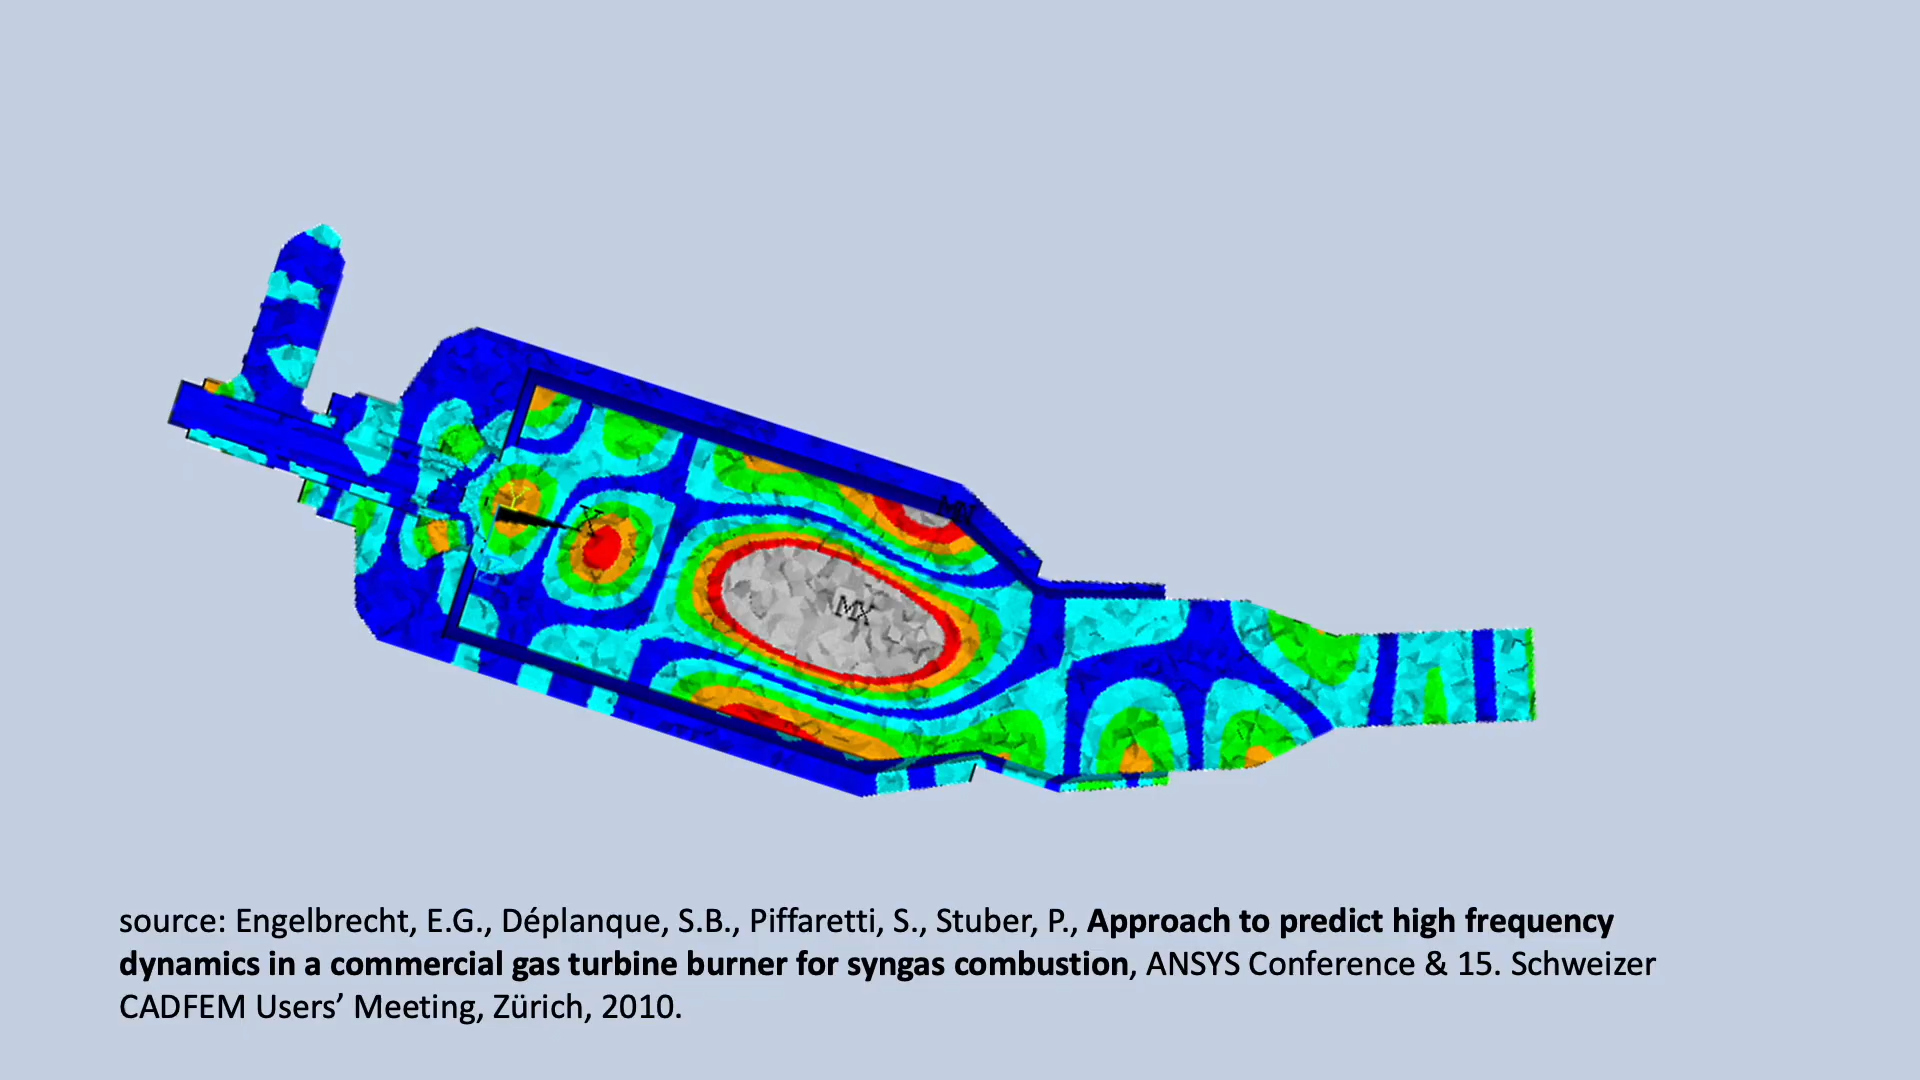 MN
Y
X
MX
source: Engelbrecht, E.G., Déplanque, S.B., Piffaretti, S., Stuber, P., Approach to predict high frequency
dynamics in a commercial gas turbine burner for syngas combustion, ANSYS Conference & 15. Schweizer
CADFEM Users’ Meeting, Zürich, 2010.